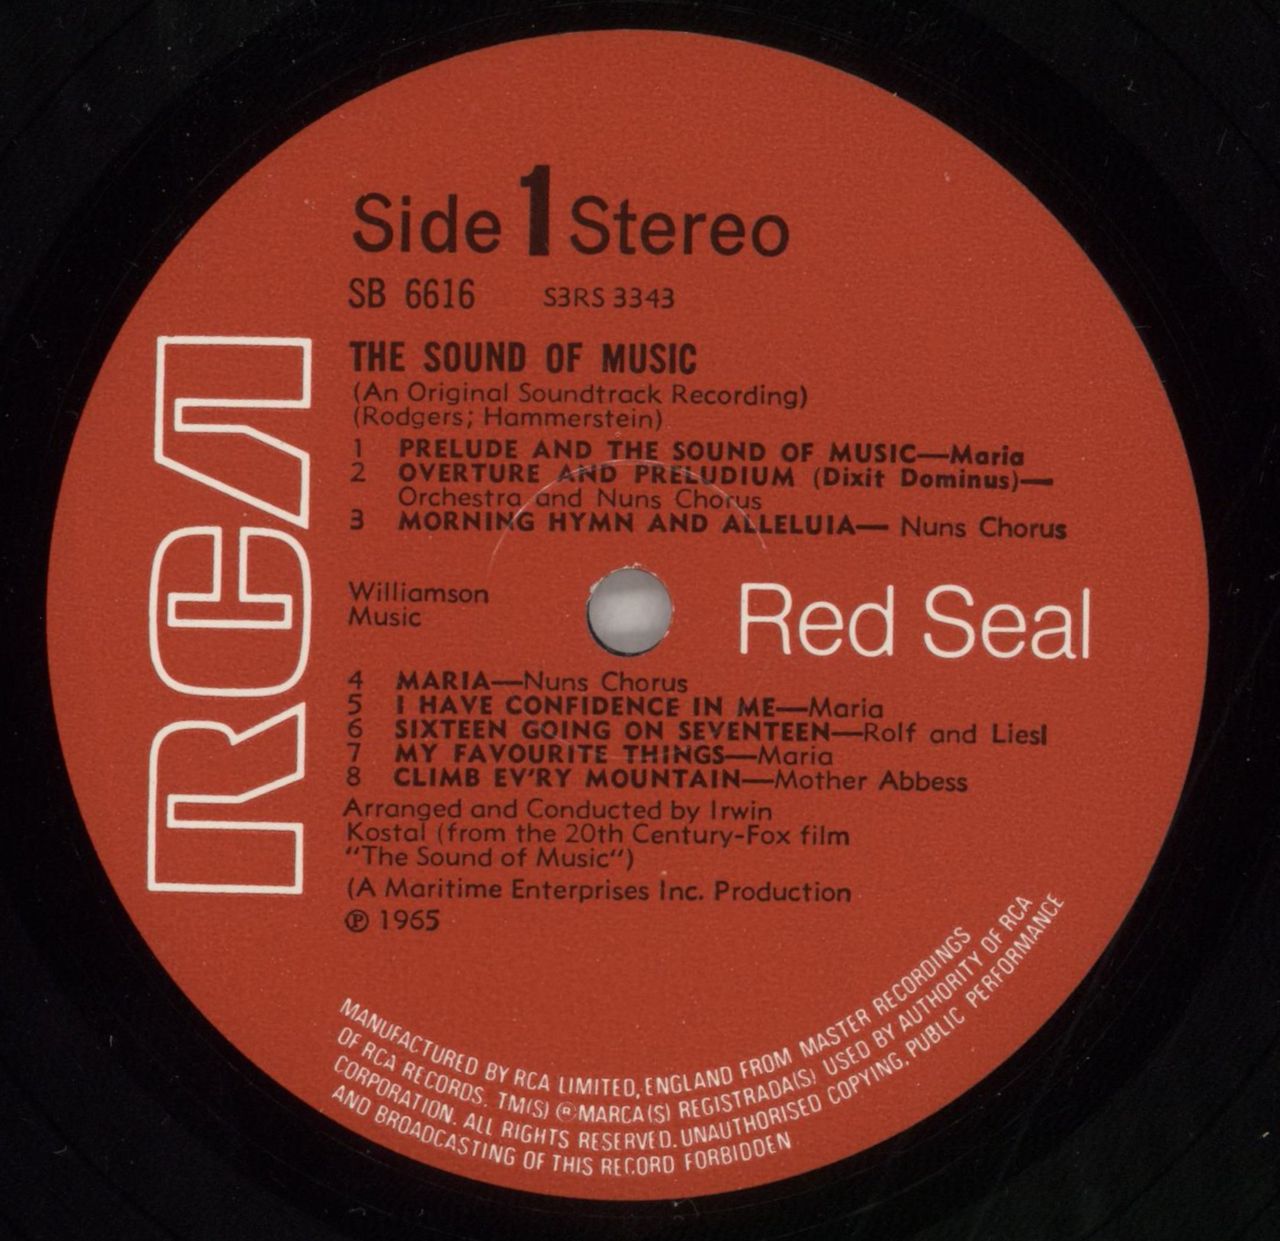 Side 1 Stereo
SB 6616 S3RS 3343
THE SOUND OF MUSIC
(An Original Soundtrack Recording)
(Rodgers; Hammerstein)
1 PRELUDE AND THE SOUND OF MUSIC—Maria
2 OVERTURE AND PRELUDIUM (Dixit Dominus)—
Orchestra and Nuns Chorus
3 MORNING HYMN AND ALLELUIA— Nuns Chorus
Williamson
Music
Red Seal
RCA
4 MARIA—Nuns Chorus
5 I HAVE CONFIDENCE IN ME—Maria
6 SIXTEEN GOING ON SEVENTEEN—Rolf and Liesl
7 MY FAVOURITE THINGS—Maria
8 CLIMB EV'RY MOUNTAIN—Mother Abbess
Arranged and Conducted by Irwin
Kostal (from the 20th Century-Fox film
"The Sound of Music")
(A Maritime Enterprises Inc. Production
℗ 1965
MANUFACTURED BY RCA LIMITED, ENGLAND FROM MASTER RECORDINGS
OF RCA RECORDS. TM(S) ® MARCA(S) REGISTRADA(S) USED BY AUTHORITY OF RCA
CORPORATION. ALL RIGHTS RESERVED. UNAUTHORISED COPYING, PUBLIC PERFORMANCE
AND BROADCASTING OF THIS RECORD FORBIDDEN